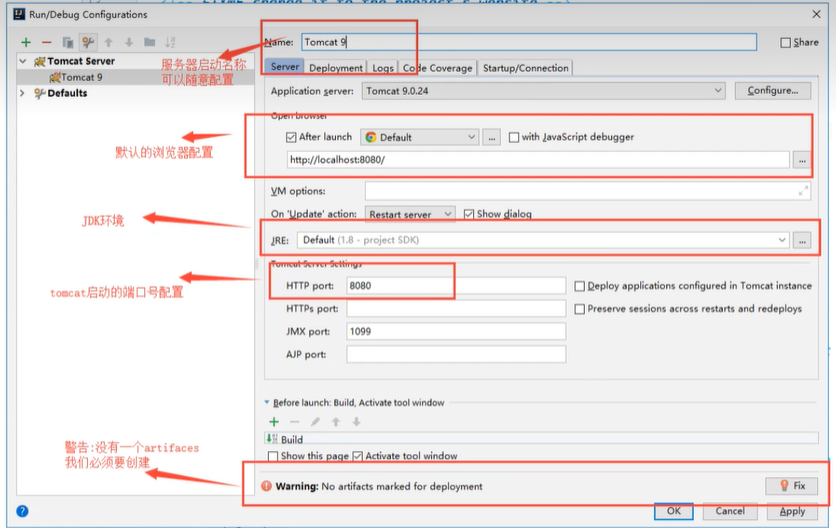 Run/Debug Configurations
Name: Tomcat 9
Share
Tomcat Server
Tomcat 9
Defaults
服务器启动名称
可以随意配置
Server Deployment Logs Code Coverage Startup/Connection
Application server: Tomcat 9.0.24 Configure...
Open browser
After launch Default ... with JavaScript debugger
http://localhost:8080/ ...
默认的浏览器配置
VM options:
On 'Update' action: Restart server Show dialog
JDK环境
JRE: Default (1.8 - project SDK) ...
Tomcat Server Settings
HTTP port: 8080 Deploy applications configured in Tomcat instance
tomcat启动的端口号配置
HTTPs port: Preserve sessions across restarts and redeploys
JMX port: 1099
AJP port:
Before launch: Build, Activate tool window
Build
Show this page Activate tool window
警告:没有一个artifaces
我们必须要创建
Warning: No artifacts marked for deployment Fix
? OK Cancel Apply